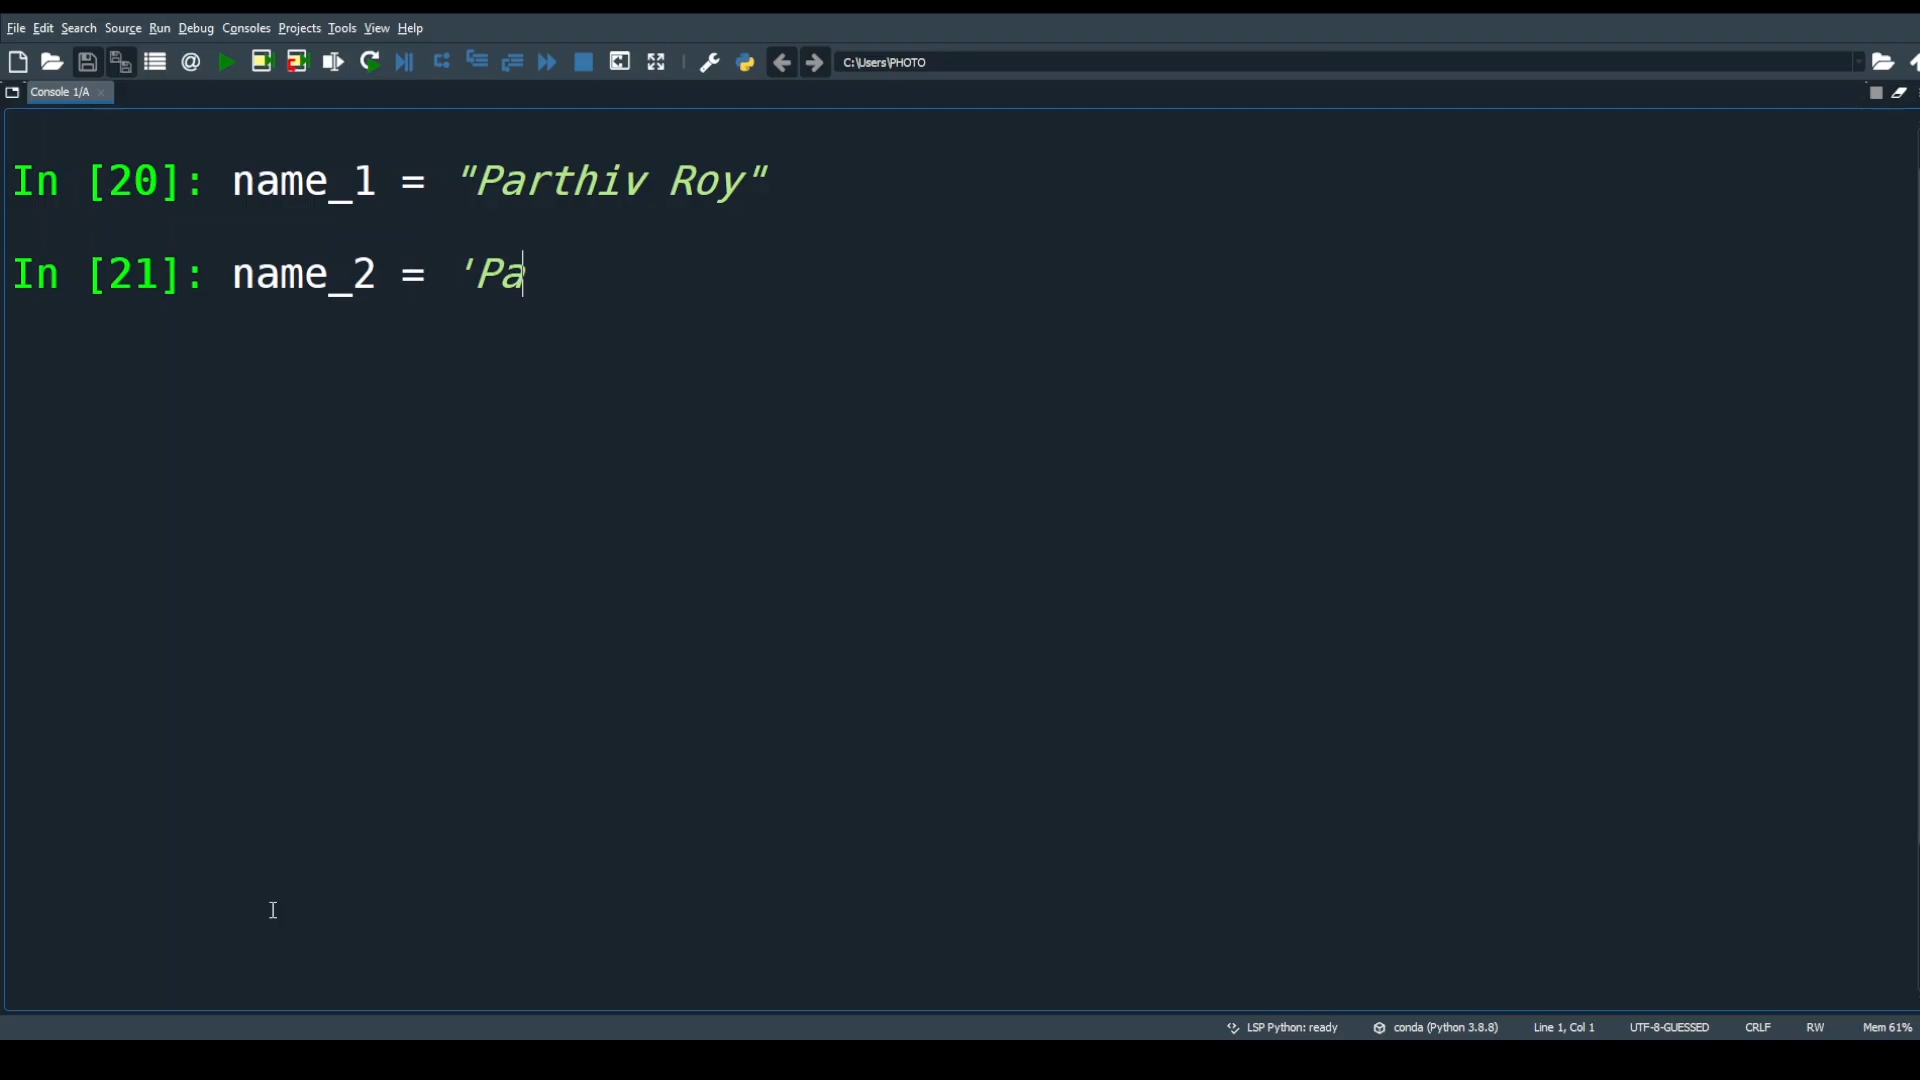 File Edit Search Source Run Debug Consoles Projects Tools View Help
C:\Users\PHOTO
Console 1/A
In [20]: name_1 = "Parthiv Roy"
In [21]: name_2 = 'Pa
LSP Python: ready conda (Python 3.8.8) Line 1, Col 1 UTF-8-GUESSED CRLF RW Mem 61%